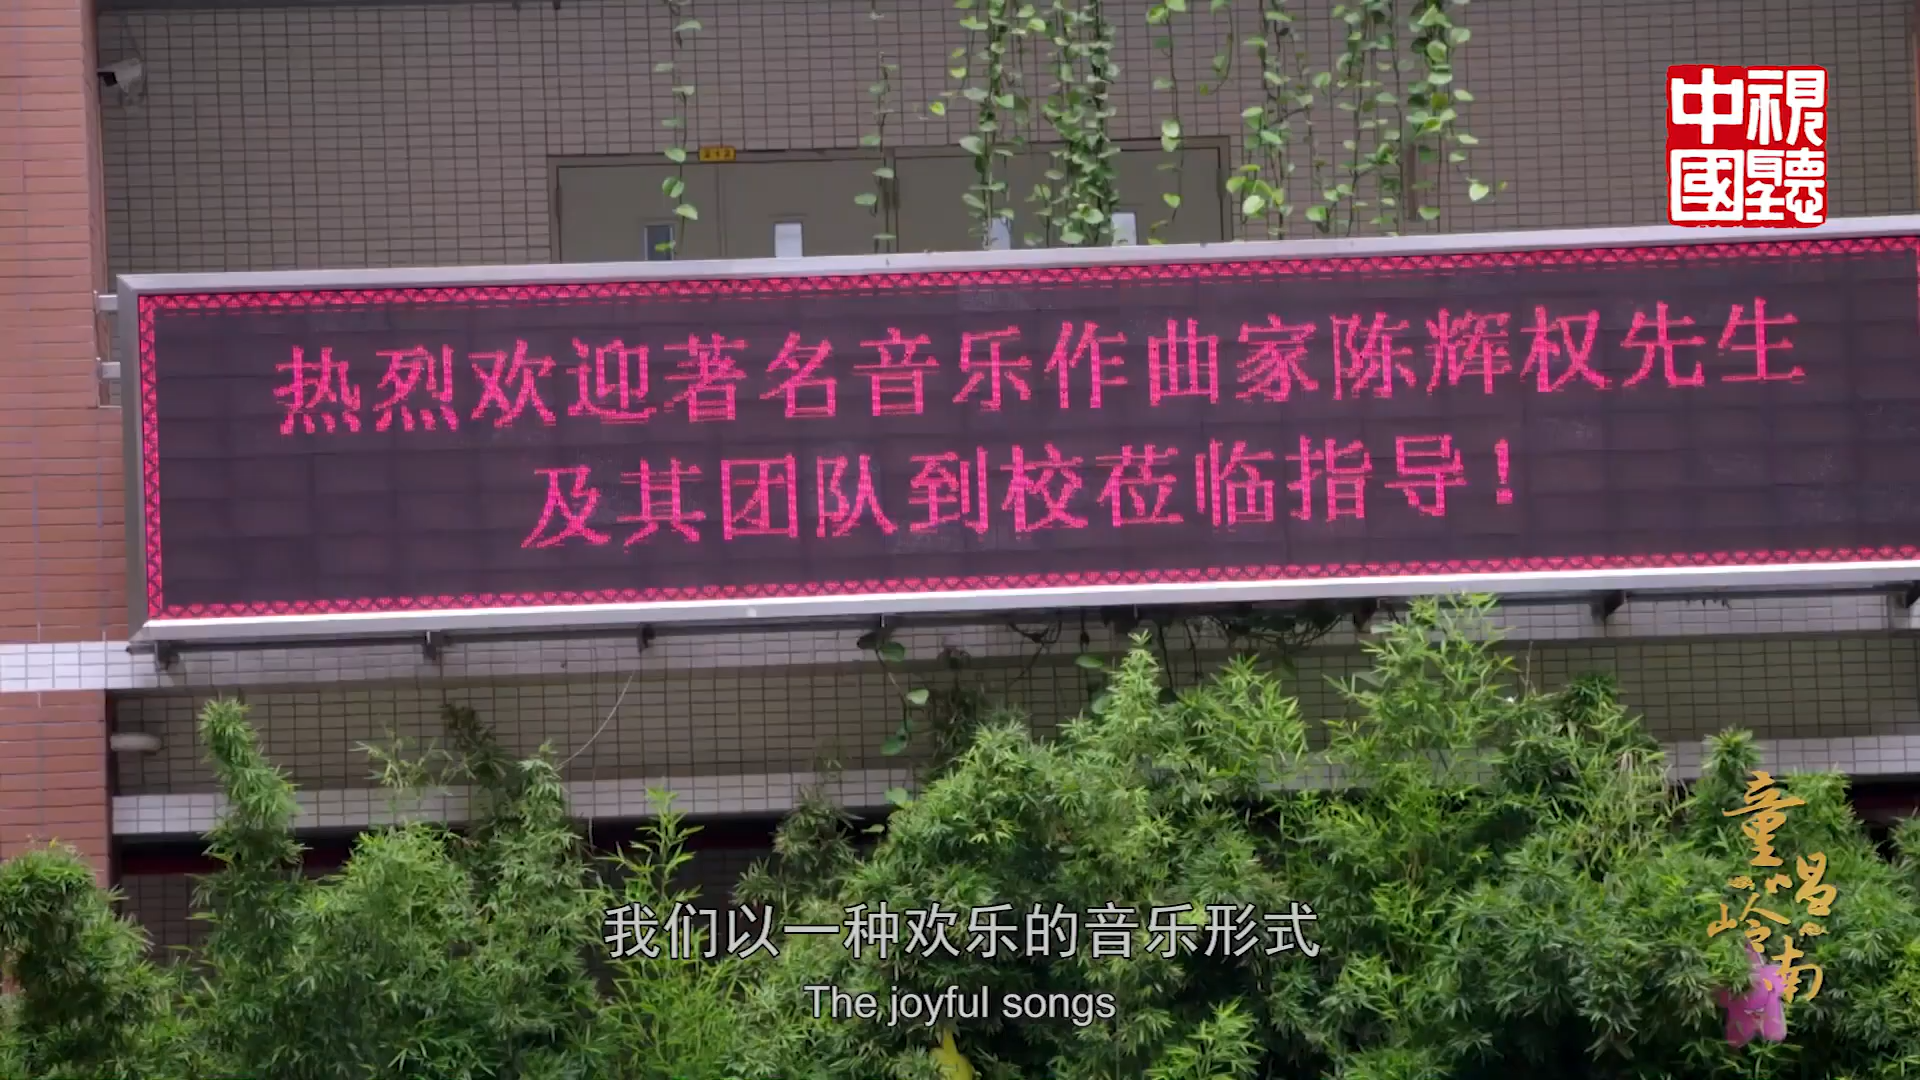 中國視聽
热烈欢迎著名音乐作曲家陈辉权先生
及其团队到校莅临指导！
童唱岭南
我们以一种欢乐的音乐形式
The joyful songs